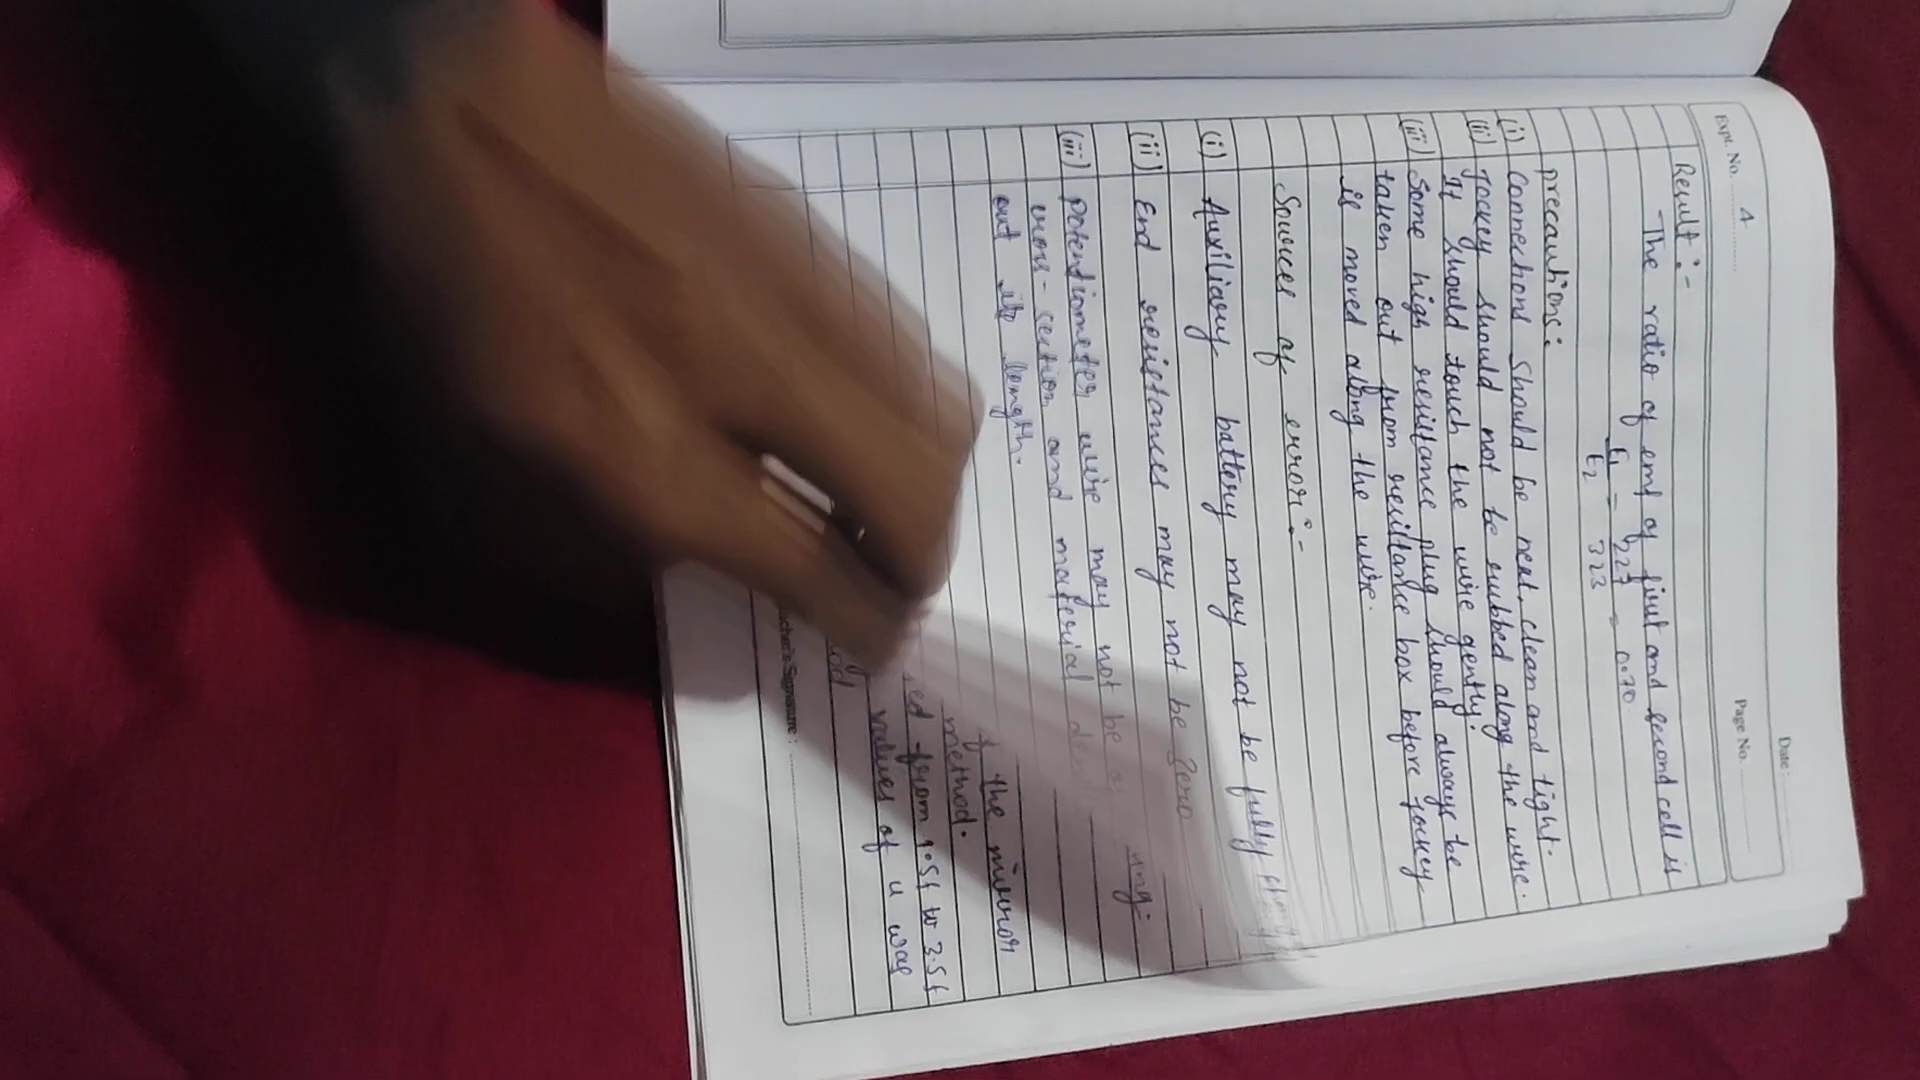 Date :
Expt. No. 4
Page No.
Result :-
The ratio of emf of first and second cell is
E1/E2 = 227/323 = 0.70
precautions:
(i) Connections should be neat, clean and tight.
(ii) Jockey should not be rubbed along the wire.
It should touch the wire gently.
(iii) Some high resistance plug should always be
taken out from resistance box before jockey
is moved along the wire.
Sources of error :-
(i) Auxiliary battery may not be fully
(ii) End resistances may not be zero
(iii) potentiometer wire may not be of
cross-section and material
out its length.
the mirror
method.
from 1.5f to 2.5f
values of u was
Signature :